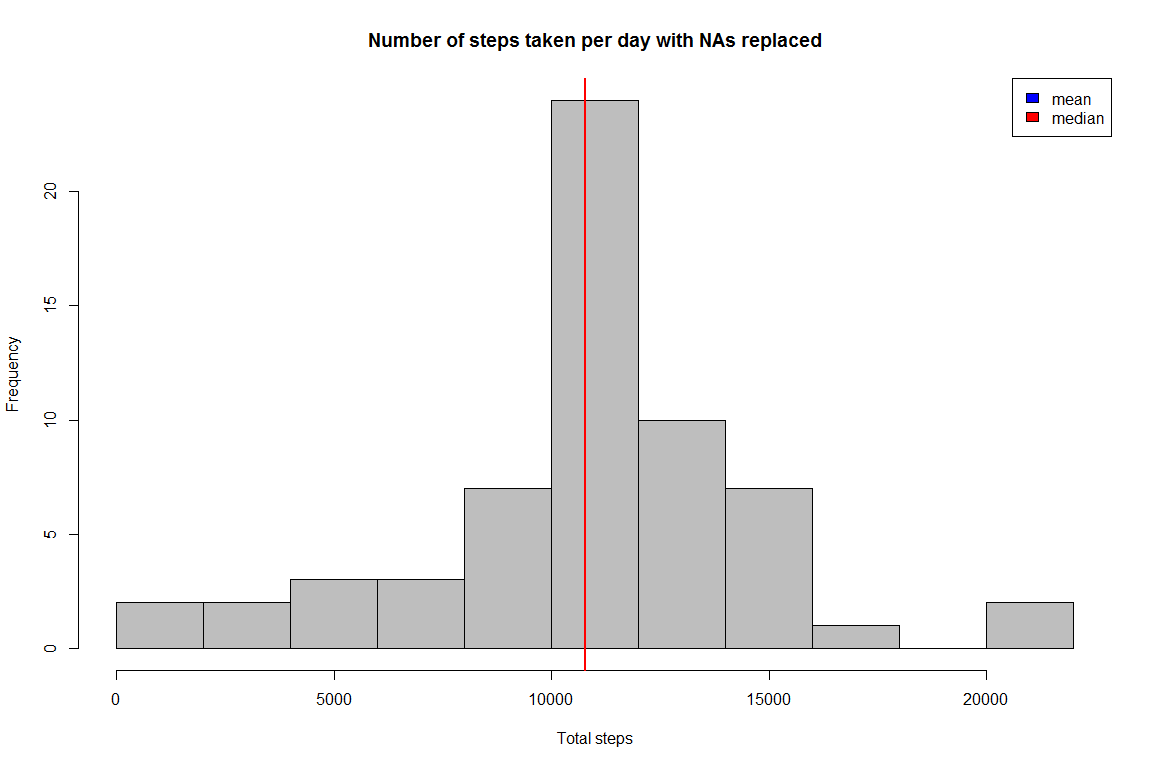 Number of steps taken per day with NAs replaced
mean
median
20
15
10
5
0
Frequency
0 5000 10000 15000 20000
Total steps